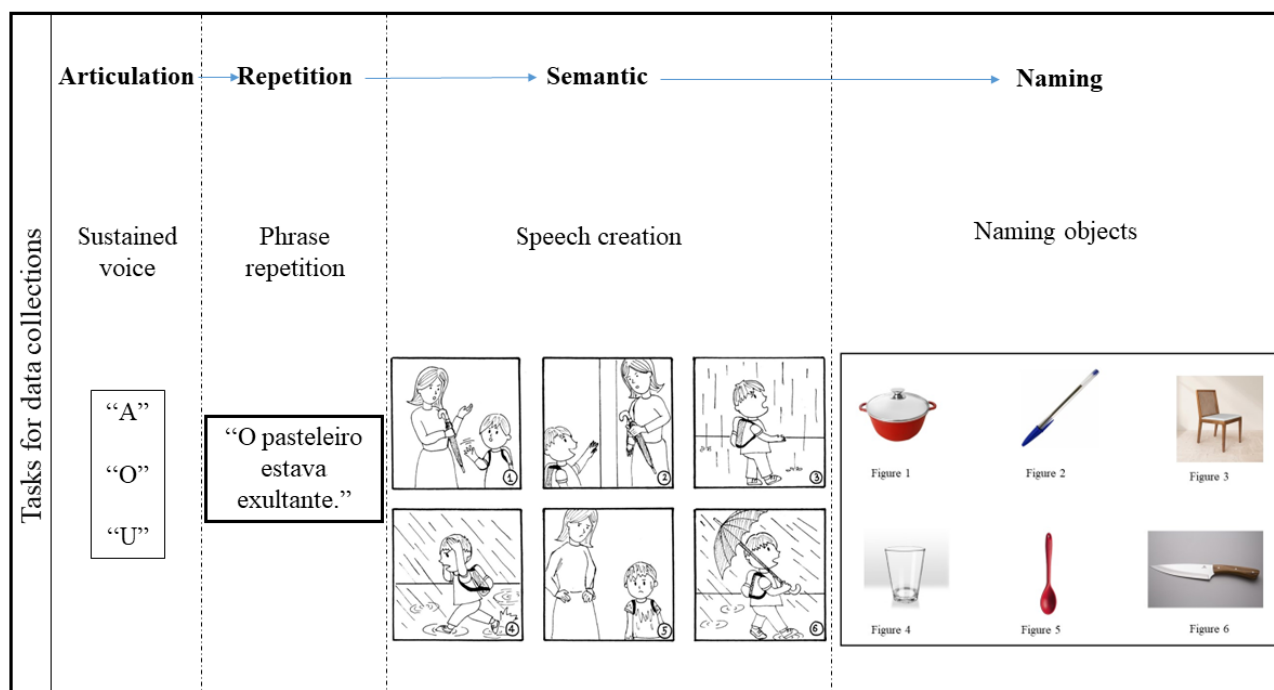 Tasks for data collections
Articulation
Repetition
Semantic
Naming
Sustained
voice
Phrase
repetition
Speech creation
Naming objects
“A”
“O”
“U”
“O pasteleiro
estava
exultante.”
1
2
3
4
5
6
Figure 1
Figure 2
Figure 3
Figure 4
Figure 5
Figure 6